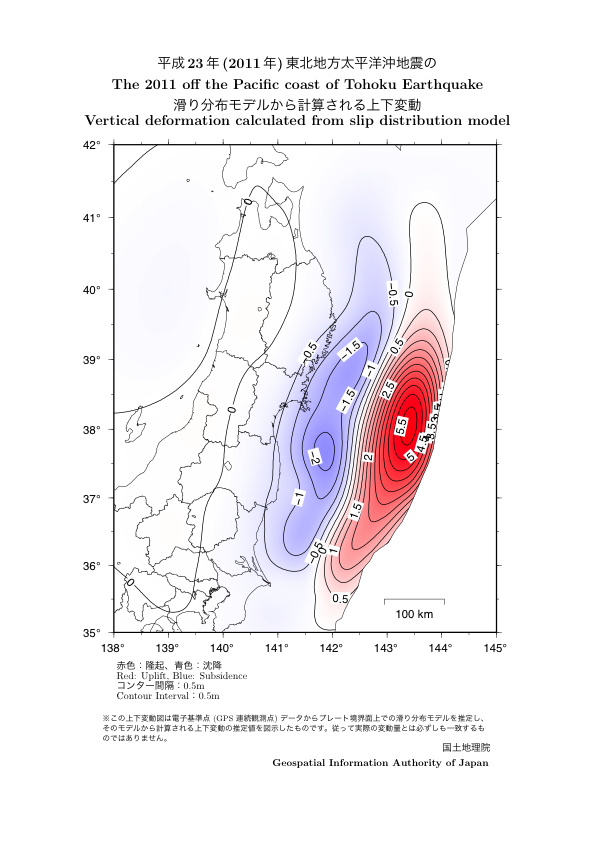 平成 23 年 (2011 年) 東北地方太平洋沖地震の
The 2011 off the Pacific coast of Tohoku Earthquake
滑り分布モデルから計算される上下変動
Vertical deformation calculated from slip distribution model
42°
41°
40°
39°
38°
37°
36°
35°
138° 139° 140° 141° 142° 143° 144° 145°
0
0
0
-0.5
0
0.5
0.5
-1.5
-1
-1.5
2.5
5.5
-2
2
5
4.5
-1
1.5
-0.5
0
1
0.5
100 km
赤色：隆起、青色：沈降
Red: Uplift, Blue: Subsidence
コンター間隔：0.5m
Contour Interval：0.5m
※この上下変動図は電子基準点 (GPS 連続観測点) データからプレート境界面上での滑り分布モデルを推定し、
そのモデルから計算される上下変動の推定値を図示したものです。従って実際の変動量とは必ずしも一致するも
のではありません。
国土地理院
Geospatial Information Authority of Japan